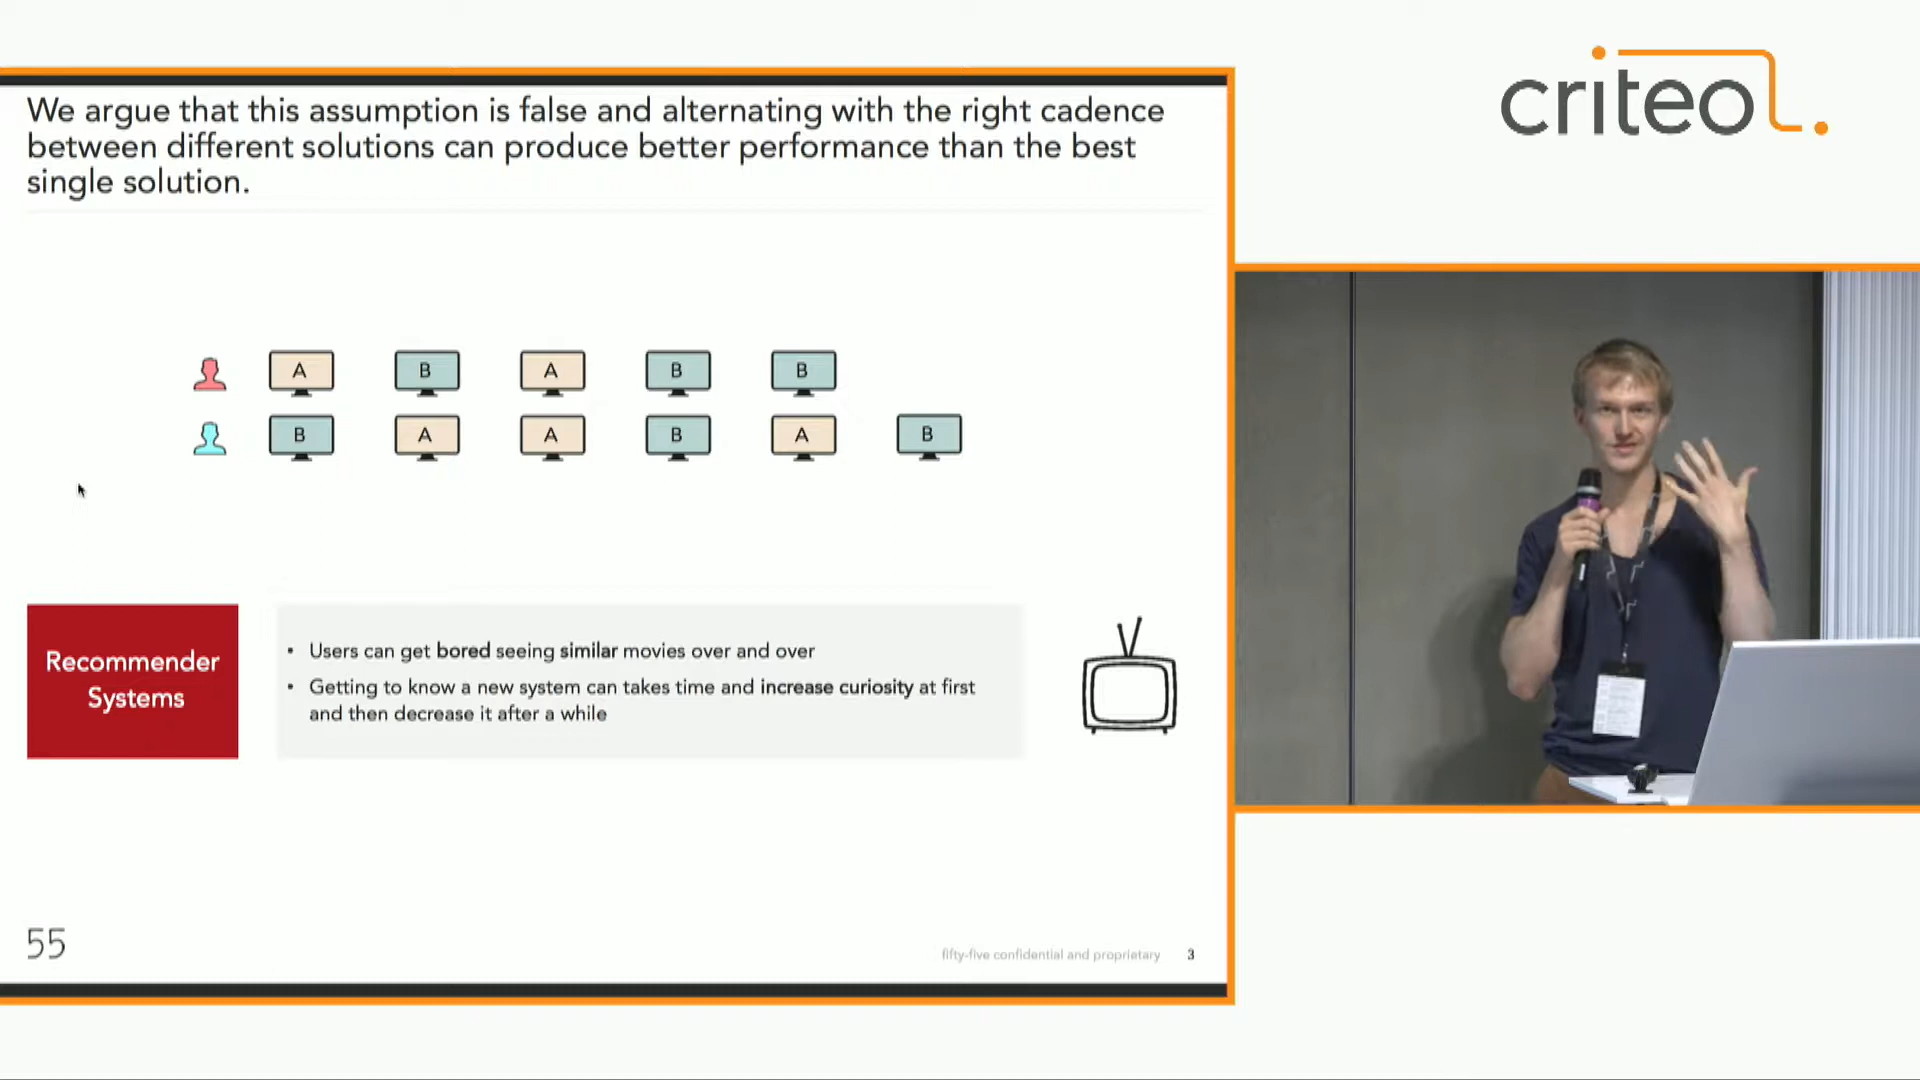 criteo
We argue that this assumption is false and alternating with the right cadence
between different solutions can produce better performance than the best
single solution.
A B A B B
B A A B A B
Recommender
Systems
• Users can get bored seeing similar movies over and over
• Getting to know a new system can takes time and increase curiosity at first
and then decrease it after a while
55
fifty-five confidential and proprietary 3